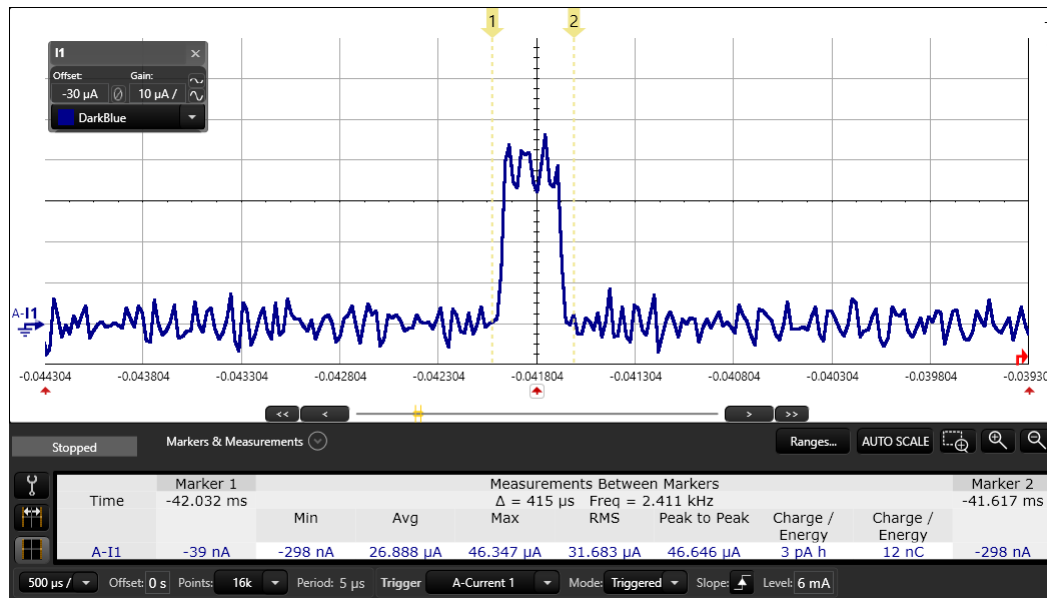 1 2
I1 ×
Offset: Gain:
-30 µA 10 µA /
DarkBlue
A-I1
-0.044304 -0.043804 -0.043304 -0.042804 -0.042304 -0.041804 -0.041304 -0.040804 -0.040304 -0.039804 -0.03930
<< < > >>
Stopped Markers & Measurements Ranges... AUTO SCALE
Marker 1 Measurements Between Markers Marker 2
Time -42.032 ms Δ = 415 µs Freq = 2.411 kHz -41.617 ms
Min Avg Max RMS Peak to Peak Charge / Energy Charge / Energy
A-I1 -39 nA -298 nA 26.888 µA 46.347 µA 31.683 µA 46.646 µA 3 pA h 12 nC -298 nA
500 µs / Offset: 0 s Points: 16k Period: 5 µs Trigger A-Current 1 Mode: Triggered Slope: Level: 6 mA